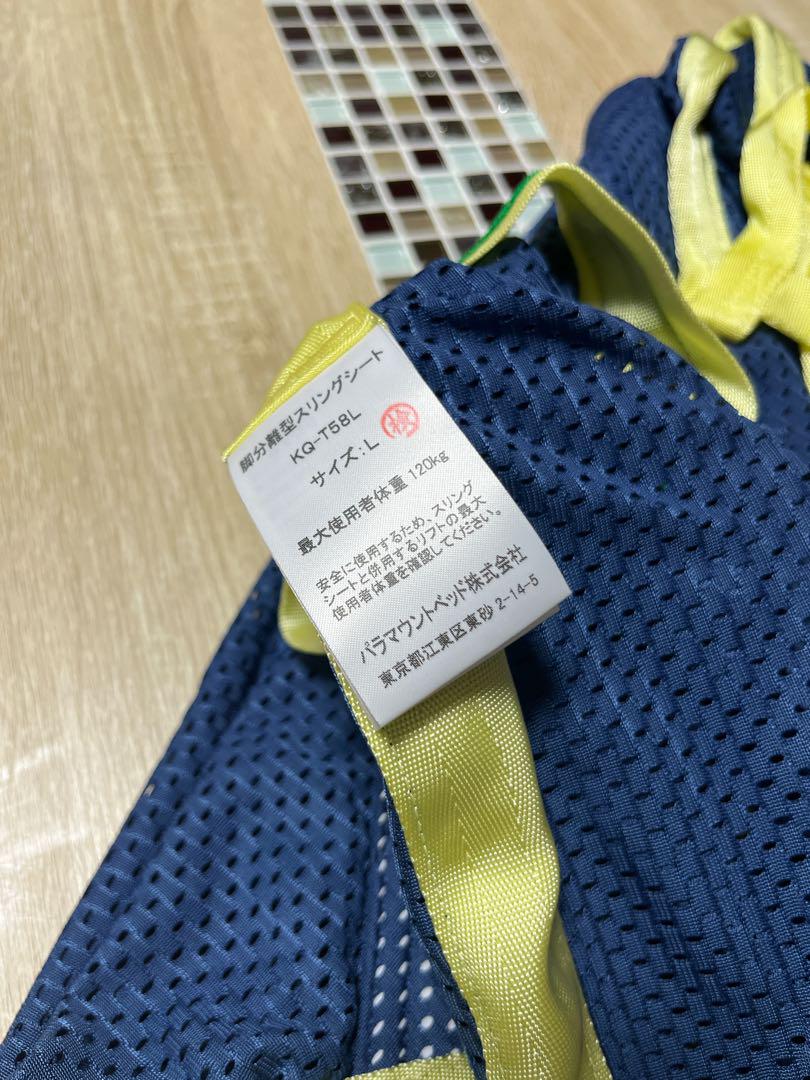 脚分離型スリングシート
KQ-T58L
サイズ:L
最大使用者体重 120kg
安全に使用するため、スリング
シートと併用するリフトの最大
使用者体重を確認してください。
パラマウントベッド株式会社
東京都江東区東砂 2-14-5